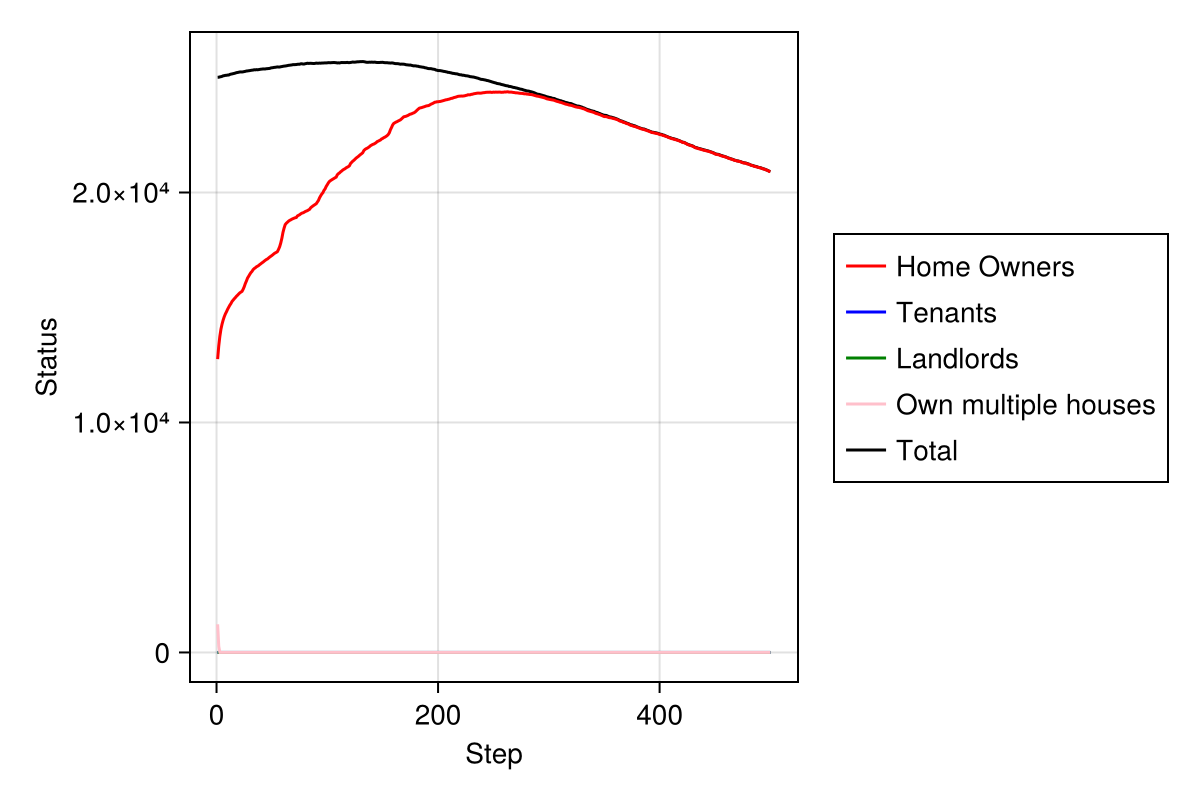 2.0×10⁴
1.0×10⁴
0
Status
0
200
400
Step
Home Owners
Tenants
Landlords
Own multiple houses
Total